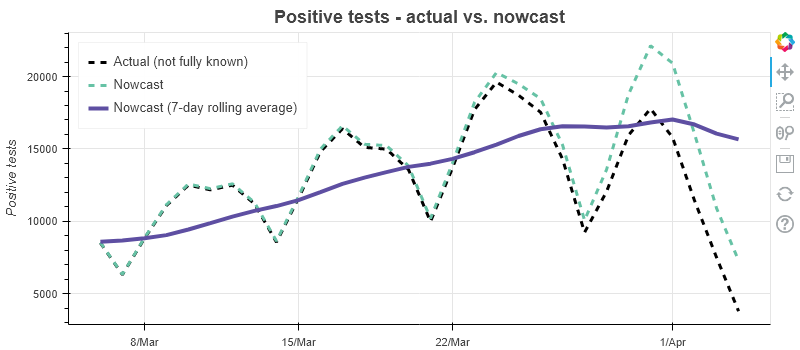 Positive tests - actual vs. nowcast
Actual (not fully known)
Nowcast
Nowcast (7-day rolling average)
Positive tests
20000
15000
10000
5000
8/Mar
15/Mar
22/Mar
1/Apr